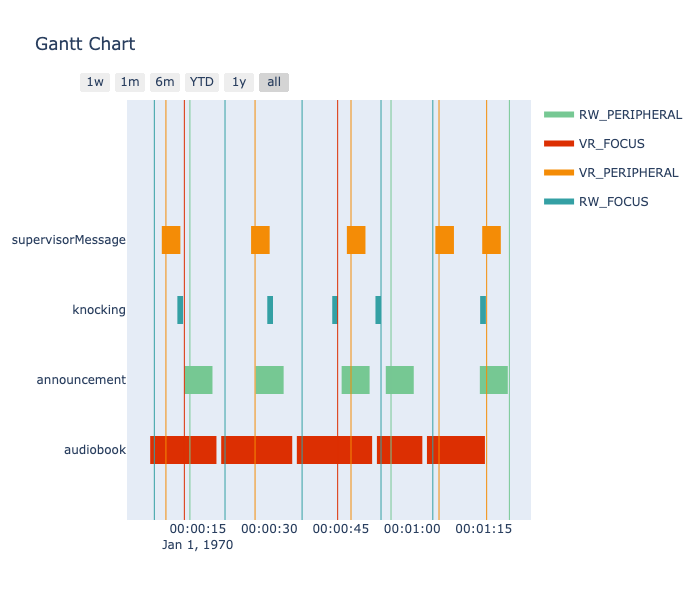 Gantt Chart
1w 1m 6m YTD 1y all
RW_PERIPHERAL
VR_FOCUS
VR_PERIPHERAL
RW_FOCUS
supervisorMessage
knocking
announcement
audiobook
00:00:15 00:00:30 00:00:45 00:01:00 00:01:15
Jan 1, 1970